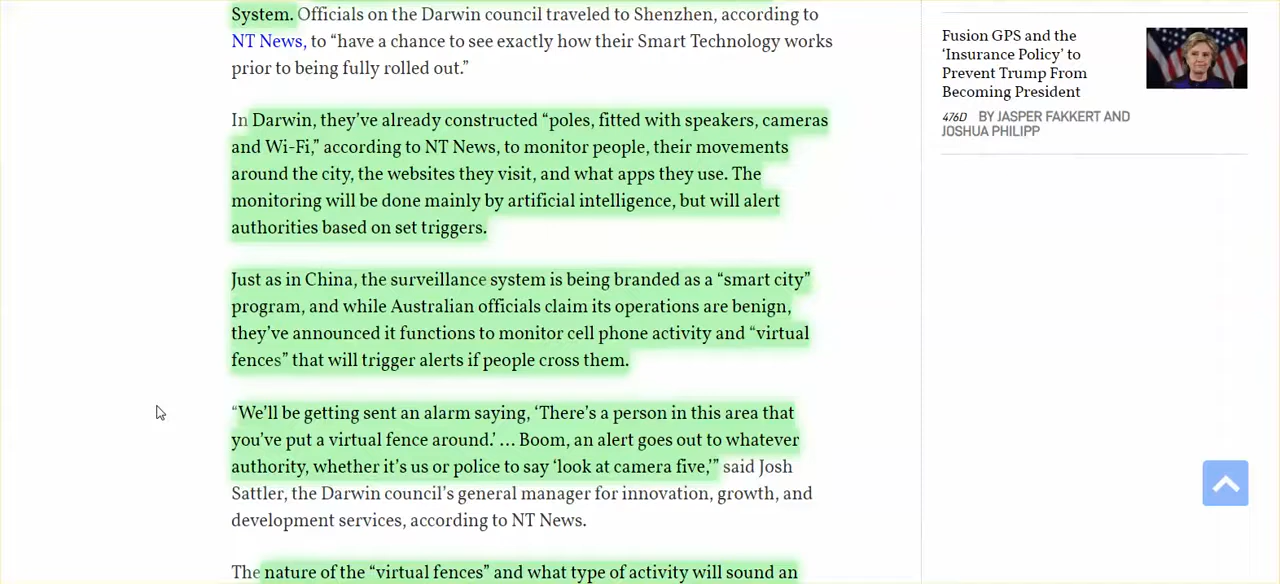 System. Officials on the Darwin council traveled to Shenzhen, according to
NT News, to “have a chance to see exactly how their Smart Technology works
prior to being fully rolled out.”
In Darwin, they’ve already constructed “poles, fitted with speakers, cameras
and Wi-Fi,” according to NT News, to monitor people, their movements
around the city, the websites they visit, and what apps they use. The
monitoring will be done mainly by artificial intelligence, but will alert
authorities based on set triggers.
Just as in China, the surveillance system is being branded as a “smart city”
program, and while Australian officials claim its operations are benign,
they’ve announced it functions to monitor cell phone activity and “virtual
fences” that will trigger alerts if people cross them.
“We’ll be getting sent an alarm saying, ‘There’s a person in this area that
you’ve put a virtual fence around.’ … Boom, an alert goes out to whatever
authority, whether it’s us or police to say ‘look at camera five,’” said Josh
Sattler, the Darwin council’s general manager for innovation, growth, and
development services, according to NT News.
The nature of the “virtual fences” and what type of activity will sound an
Fusion GPS and the
‘Insurance Policy’ to
Prevent Trump From
Becoming President
476D BY JASPER FAKKERT AND
JOSHUA PHILIPP